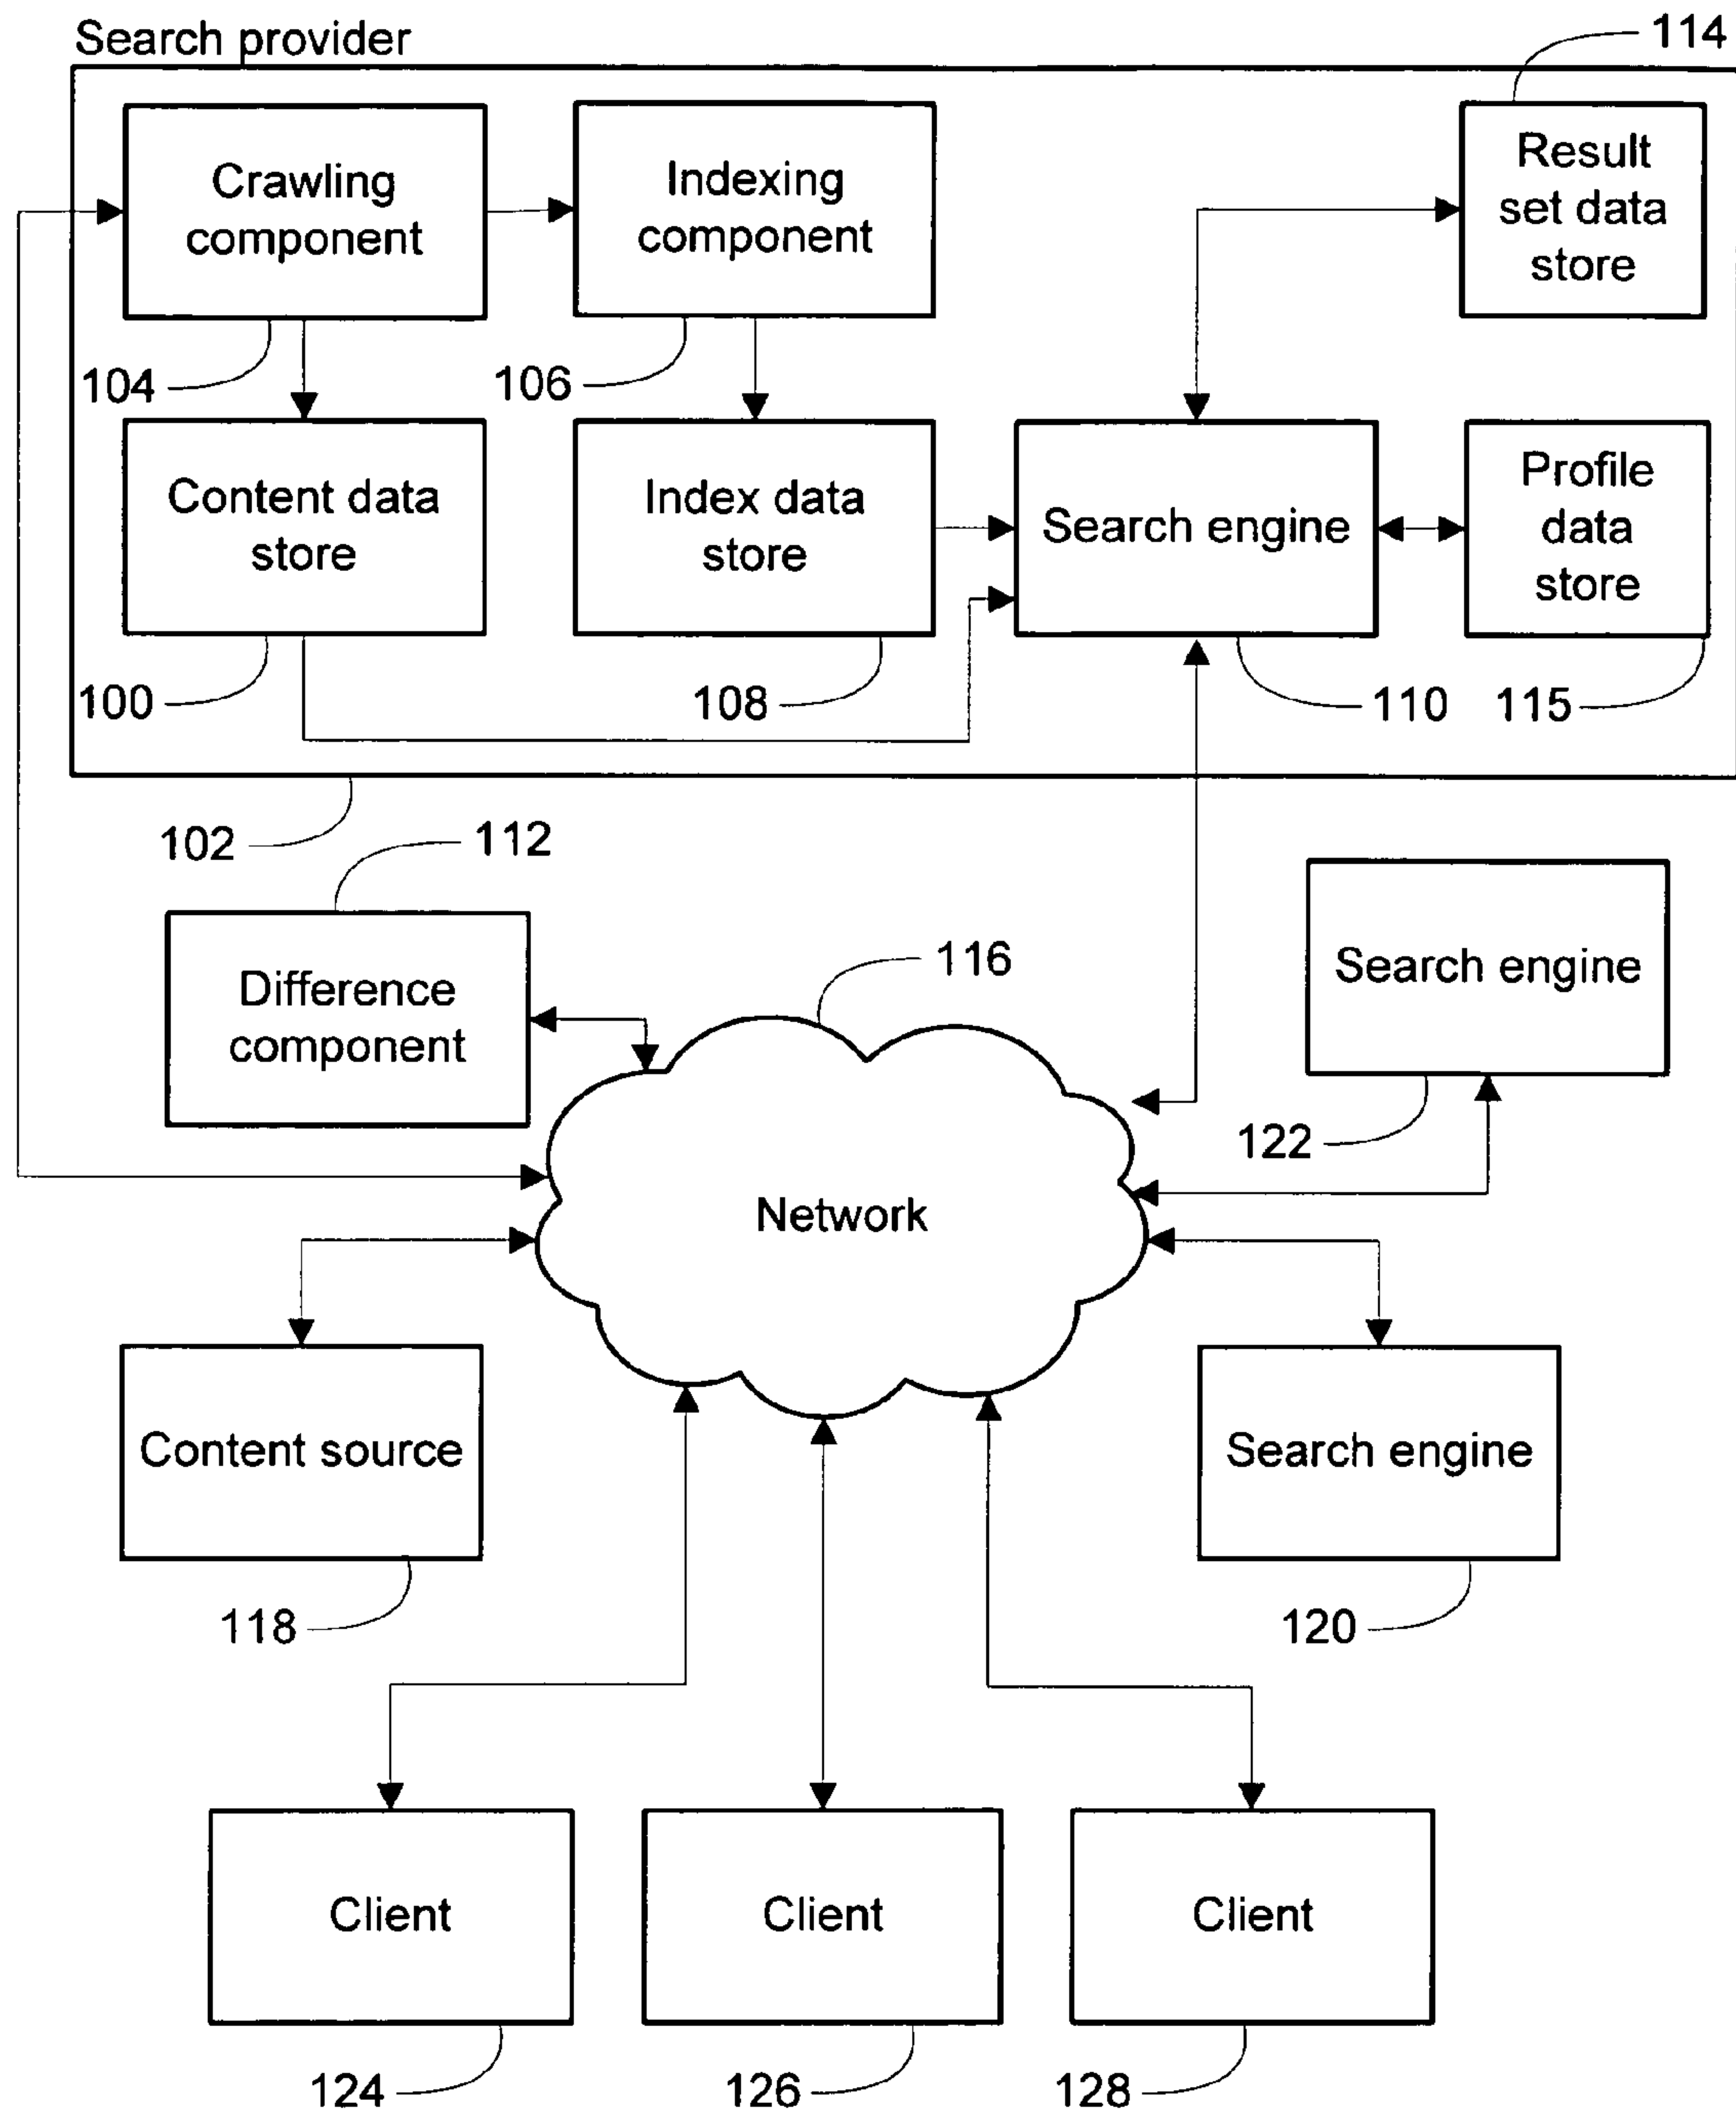 Search provider
114
Crawling
component
Indexing
component
Result
set data
store
104
106
Content data
store
Index data
store
Search engine
Profile
data
store
100
108
110
115
102
112
Difference
component
116
Search engine
122
Network
Content source
Search engine
118
120
Client
Client
Client
124
126
128